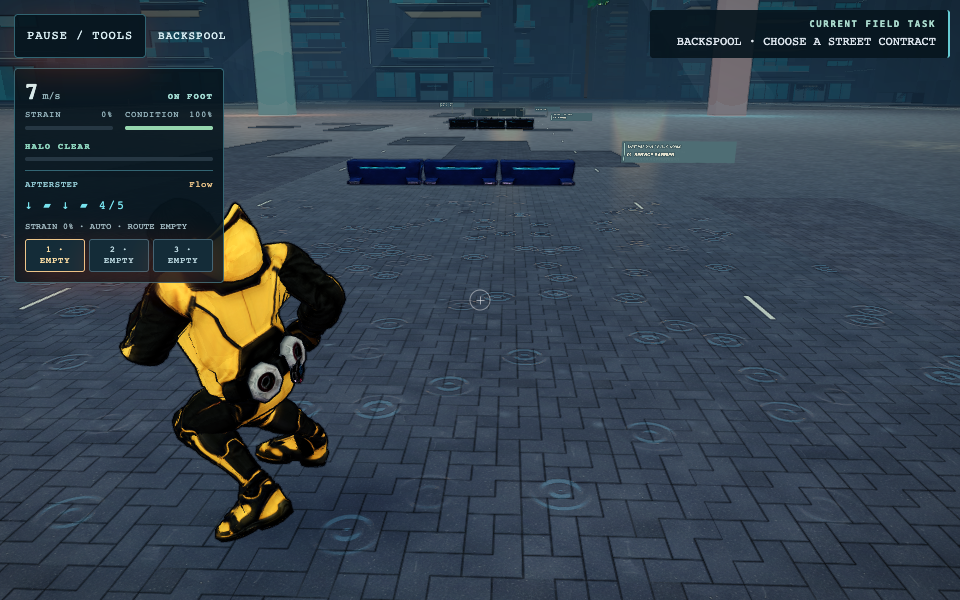 PAUSE / TOOLS
BACKSPOOL
CURRENT FIELD TASK
BACKSPOOL • CHOOSE A STREET CONTRACT
7 m/s
ON FOOT
STRAIN 0%
CONDITION 100%
HALO CLEAR
AFTERSTEP
Flow
↓ ▰ ↓ ▰ 4/5
STRAIN 0% · AUTO · ROUTE EMPTY
1 · EMPTY
2 · EMPTY
3 · EMPTY